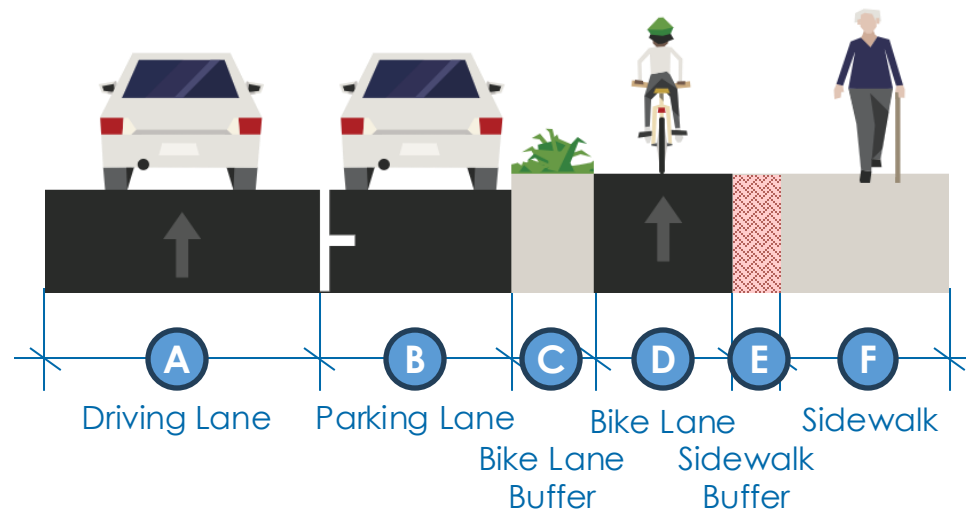 A B C D E F
Driving Lane
Parking Lane
Bike Lane
Buffer
Bike Lane
Sidewalk
Buffer
Sidewalk